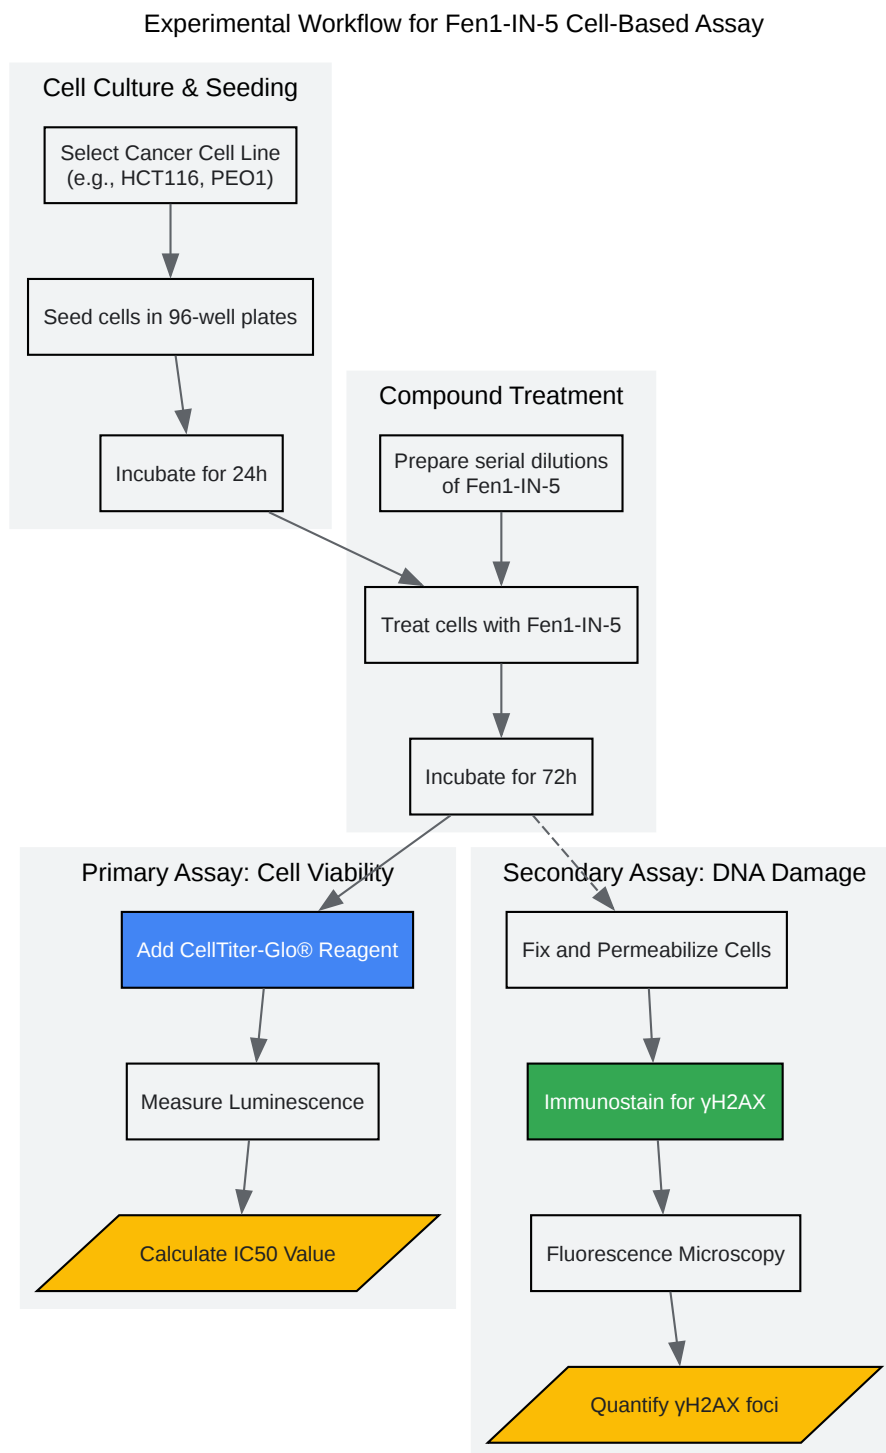 Experimental Workflow for Fen1-IN-5 Cell-Based Assay
Cell Culture & Seeding
Select Cancer Cell Line
(e.g., HCT116, PEO1)
Seed cells in 96-well plates
Incubate for 24h
Compound Treatment
Prepare serial dilutions
of Fen1-IN-5
Treat cells with Fen1-IN-5
Incubate for 72h
Primary Assay: Cell Viability
Add CellTiter-Glo® Reagent
Measure Luminescence
Calculate IC50 Value
Secondary Assay: DNA Damage
Fix and Permeabilize Cells
Immunostain for γH2AX
Fluorescence Microscopy
Quantify γH2AX foci